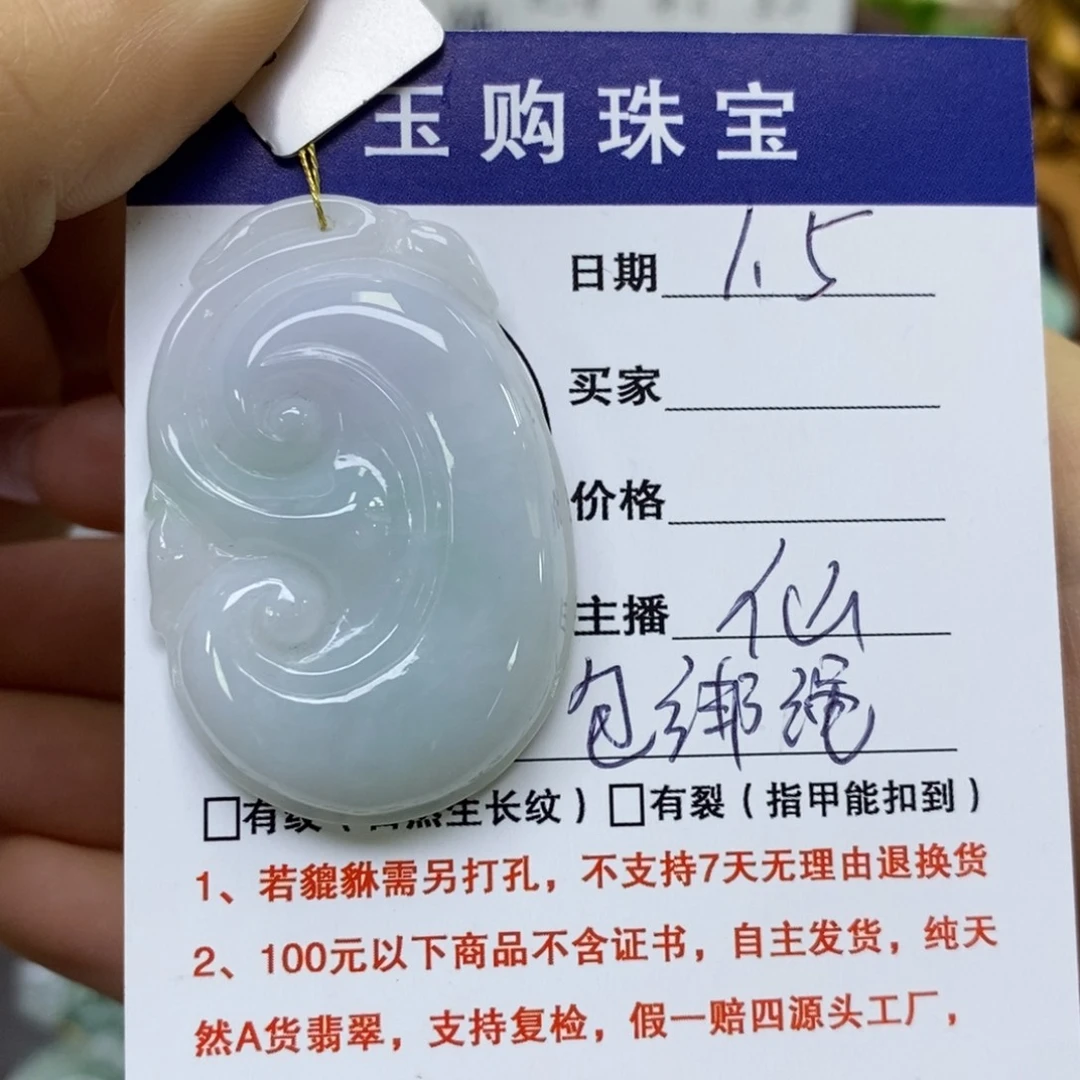 玉购珠宝
日期 1.5
买家
价格
主播 仙
包绑绳
□有纹（自然生长纹）□有裂（指甲能扣到）
1、若貔貅需另打孔，不支持7天无理由退换货
2、100元以下商品不含证书，自主发货，纯天
然A货翡翠，支持复检，假一赔四源头工厂，